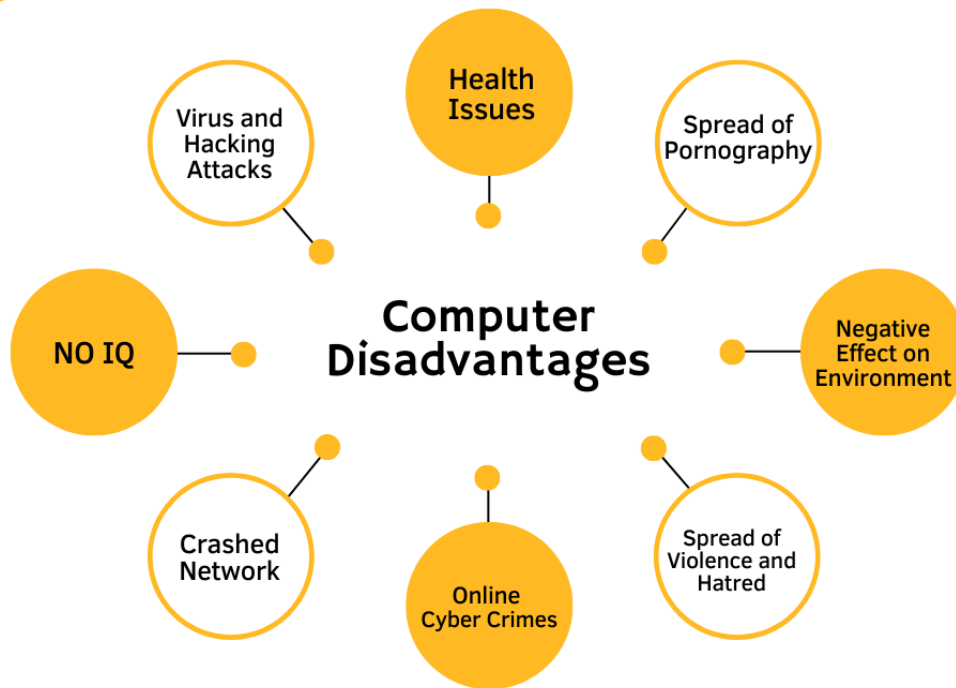 Computer
Disadvantages
Health
Issues
Spread of
Pornography
Negative
Effect on
Environment
Spread of
Violence and
Hatred
Online
Cyber Crimes
Crashed
Network
NO IQ
Virus and
Hacking
Attacks